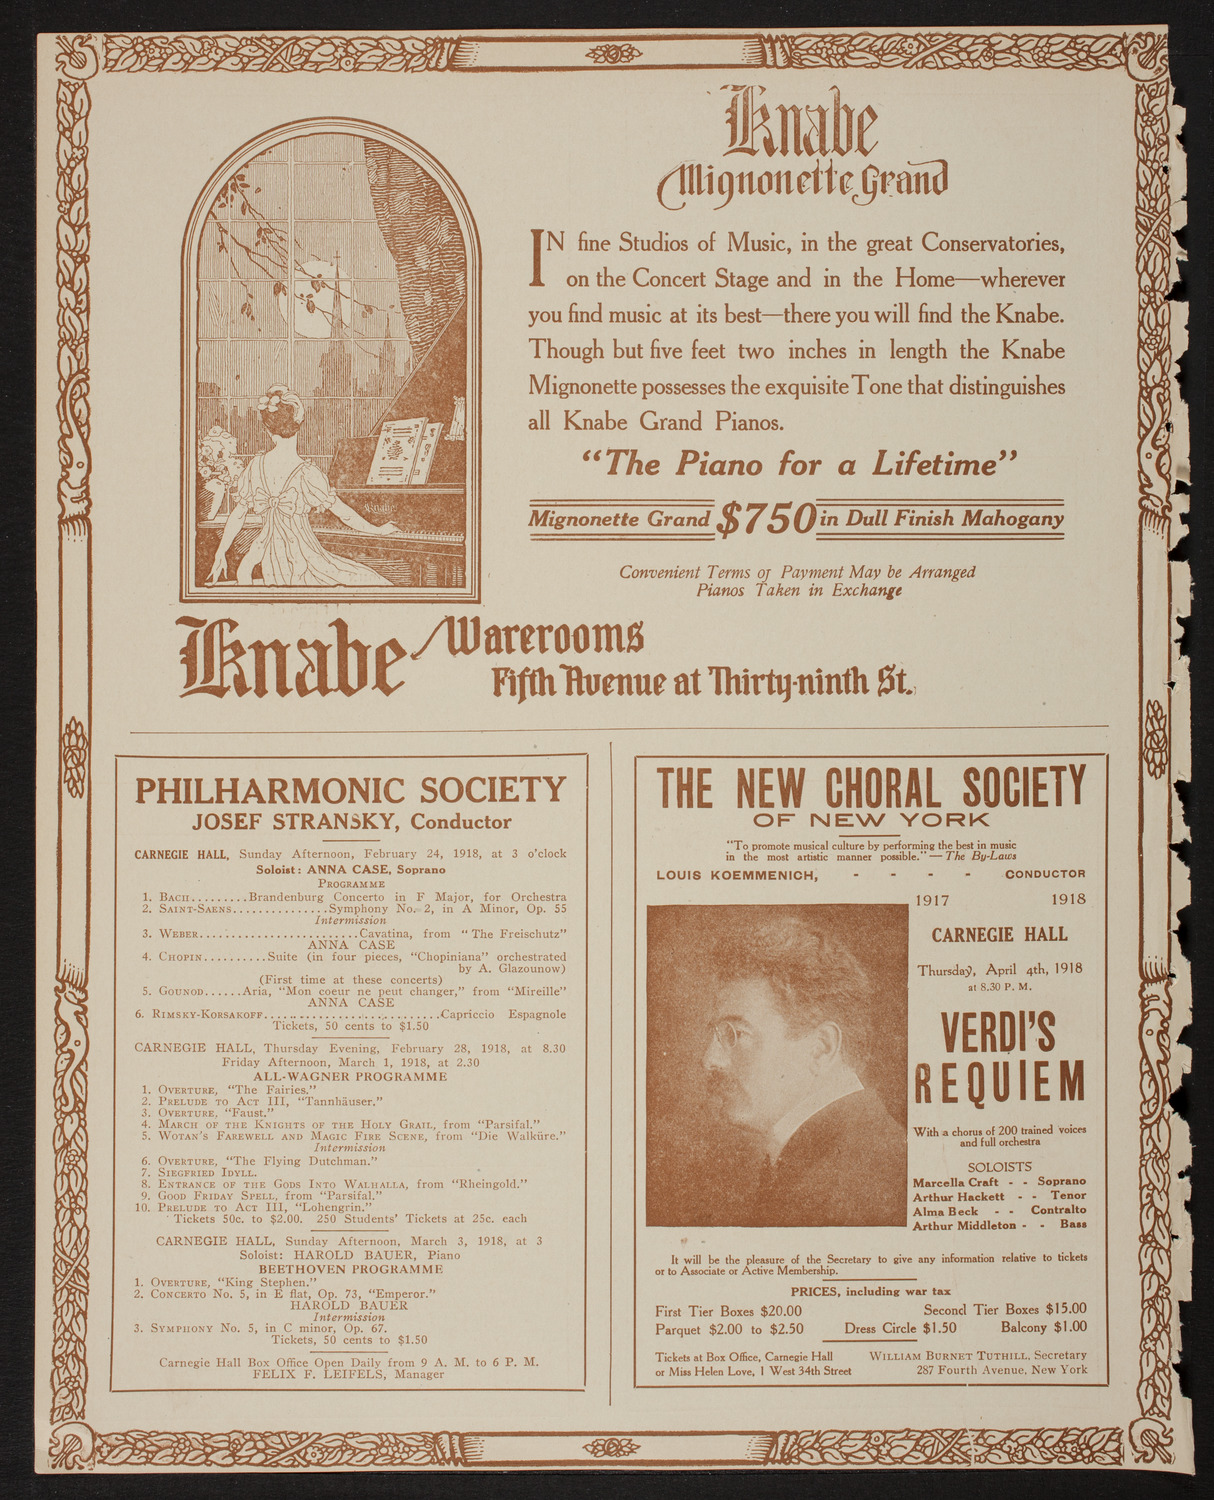 Knabe
Mignonette Grand
IN fine Studios of Music, in the great Conservatories,
on the Concert Stage and in the Home—wherever
you find music at its best—there you will find the Knabe.
Though but five feet two inches in length the Knabe
Mignonette possesses the exquisite Tone that distinguishes
all Knabe Grand Pianos.
"The Piano for a Lifetime"
Mignonette Grand $750 in Dull Finish Mahogany
Convenient Terms of Payment May be Arranged
Pianos Taken in Exchange
Knabe
Knabe Warerooms
Fifth Avenue at Thirty-ninth St.
PHILHARMONIC SOCIETY
JOSEF STRANSKY, Conductor
CARNEGIE HALL, Sunday Afternoon, February 24, 1918, at 3 o'clock
Soloist: ANNA CASE, Soprano
PROGRAMME
1. BACH.........Brandenburg Concerto in F Major, for Orchestra
2. SAINT-SAENS...............Symphony No. 2, in A Minor, Op. 55
Intermission
3. WEBER.........................Cavatina, from "The Freischutz"
ANNA CASE
4. CHOPIN..........Suite (in four pieces, "Chopiniana" orchestrated
by A. Glazounow)
(First time at these concerts)
5. GOUNOD......Aria, "Mon coeur ne peut changer," from "Mireille"
ANNA CASE
6. RIMSKY-KORSAKOFF............................Capriccio Espagnole
Tickets, 50 cents to $1.50
CARNEGIE HALL, Thursday Evening, February 28, 1918, at 8.30
Friday Afternoon, March 1, 1918, at 2.30
ALL-WAGNER PROGRAMME
1. OVERTURE, "The Fairies."
2. PRELUDE TO ACT III, "Tannhäuser."
3. OVERTURE, "Faust."
4. MARCH OF THE KNIGHTS OF THE HOLY GRAIL, from "Parsifal."
5. WOTAN'S FAREWELL AND MAGIC FIRE SCENE, from "Die Walküre."
Intermission
6. OVERTURE, "The Flying Dutchman."
7. SIEGFRIED IDYLL.
8. ENTRANCE OF THE GODS INTO WALHALLA, from "Rheingold."
9. GOOD FRIDAY SPELL, from "Parsifal."
10. PRELUDE TO ACT III, "Lohengrin."
Tickets 50c. to $2.00. 250 Students' Tickets at 25c. each
CARNEGIE HALL, Sunday Afternoon, March 3, 1918, at 3
Soloist: HAROLD BAUER, Piano
BEETHOVEN PROGRAMME
1. OVERTURE, "King Stephen."
2. CONCERTO No. 5, in E flat, Op. 73, "Emperor."
HAROLD BAUER
Intermission
3. SYMPHONY No. 5, in C minor, Op. 67.
Tickets, 50 cents to $1.50
Carnegie Hall Box Office Open Daily from 9 A. M. to 6 P. M.
FELIX F. LEIFELS, Manager
THE NEW CHORAL SOCIETY
OF NEW YORK
"To promote musical culture by performing the best in music
in the most artistic manner possible."—The By-Laws
LOUIS KOEMMENICH, - - - - CONDUCTOR
1917 1918
CARNEGIE HALL
Thursday, April 4th, 1918
at 8.30 P. M.
VERDI'S
REQUIEM
With a chorus of 200 trained voices
and full orchestra
SOLOISTS
Marcella Craft - - Soprano
Arthur Hackett - - Tenor
Alma Beck - - Contralto
Arthur Middleton - - Bass
It will be the pleasure of the Secretary to give any information relative to tickets
or to Associate or Active Membership.
PRICES, including war tax
First Tier Boxes $20.00 Second Tier Boxes $15.00
Parquet $2.00 to $2.50 Dress Circle $1.50 Balcony $1.00
Tickets at Box Office, Carnegie Hall
or Miss Helen Love, 1 West 34th Street
WILLIAM BURNET TUTHILL, Secretary
287 Fourth Avenue, New York